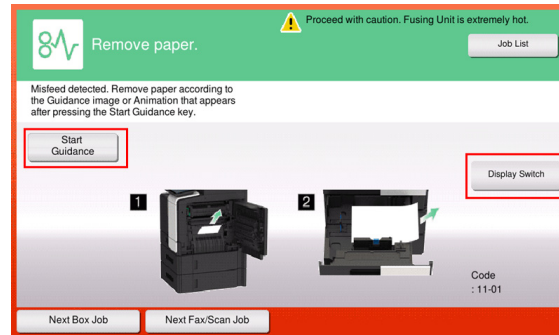 Proceed with caution. Fusing Unit is extremely hot.
Remove paper.
Job List
Misfeed detected. Remove paper according to
the Guidance image or Animation that appears
after pressing the Start Guidance key.
Start
Guidance
Display Switch
1
2
Code
: 11-01
Next Box Job
Next Fax/Scan Job